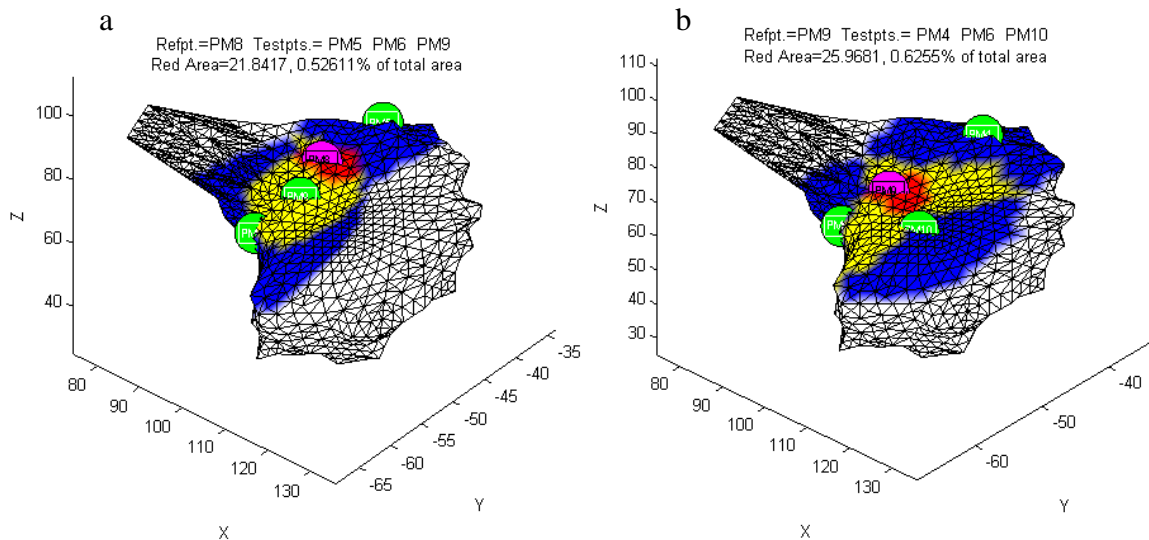 a
Refpt.=PM8 Testpts.= PM5 PM6 PM9
Red Area=21.8417, 0.52611% of total area
100
80
60
40
Z
PM8
80
90
100
110
120
130
X
-65
-60
-55
-50
-45
-40
-35
Y
b
Refpt.=PM9 Testpts.= PM4 PM6 PM10
Red Area=25.9681, 0.6255% of total area
110
100
90
80
70
60
50
40
30
Z
PM10
80
90
100
110
120
130
X
-60
-50
-40
Y